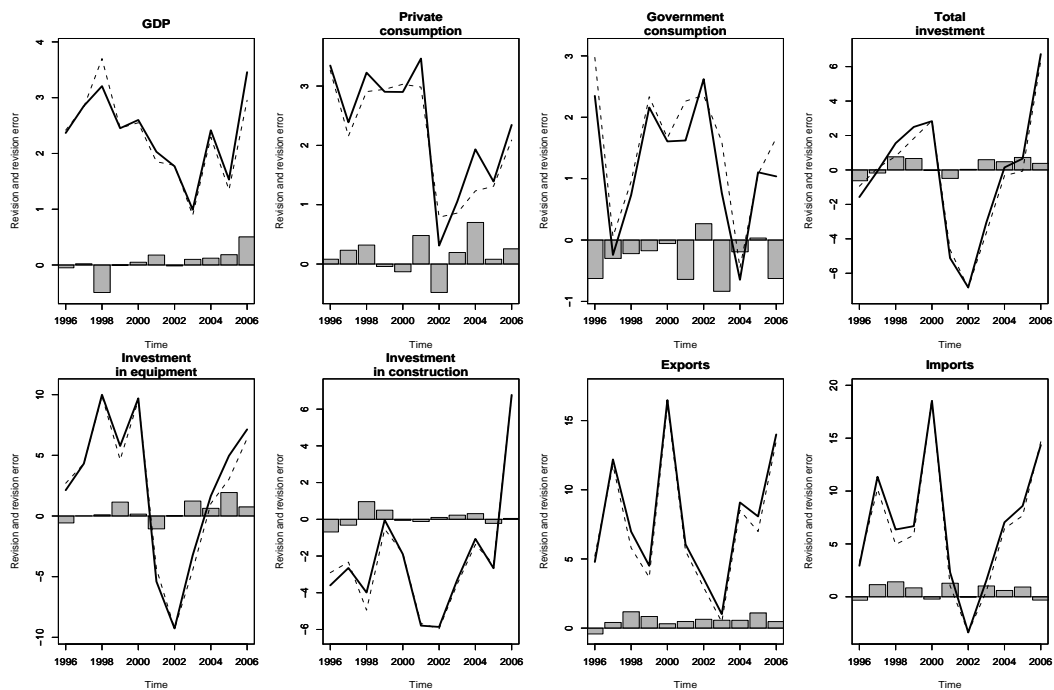 GDP
Revision and revision error
4
3
2
1
0
1996 1998 2000 2002 2004 2006
Time
Private
consumption
Revision and revision error
3
2
1
0
1996 1998 2000 2002 2004 2006
Time
Government
consumption
Revision and revision error
3
2
1
0
−1
1996 1998 2000 2002 2004 2006
Time
Total
investment
Revision and revision error
6
4
2
0
−2
−4
−6
1996 1998 2000 2002 2004 2006
Time
Investment
in equipment
Revision and revision error
10
5
0
−5
−10
1996 1998 2000 2002 2004 2006
Time
Investment
in construction
Revision and revision error
6
4
2
0
−2
−4
−6
1996 1998 2000 2002 2004 2006
Time
Exports
Revision and revision error
15
10
5
0
1996 1998 2000 2002 2004 2006
Time
Imports
Revision and revision error
20
15
10
5
0
1996 1998 2000 2002 2004 2006
Time